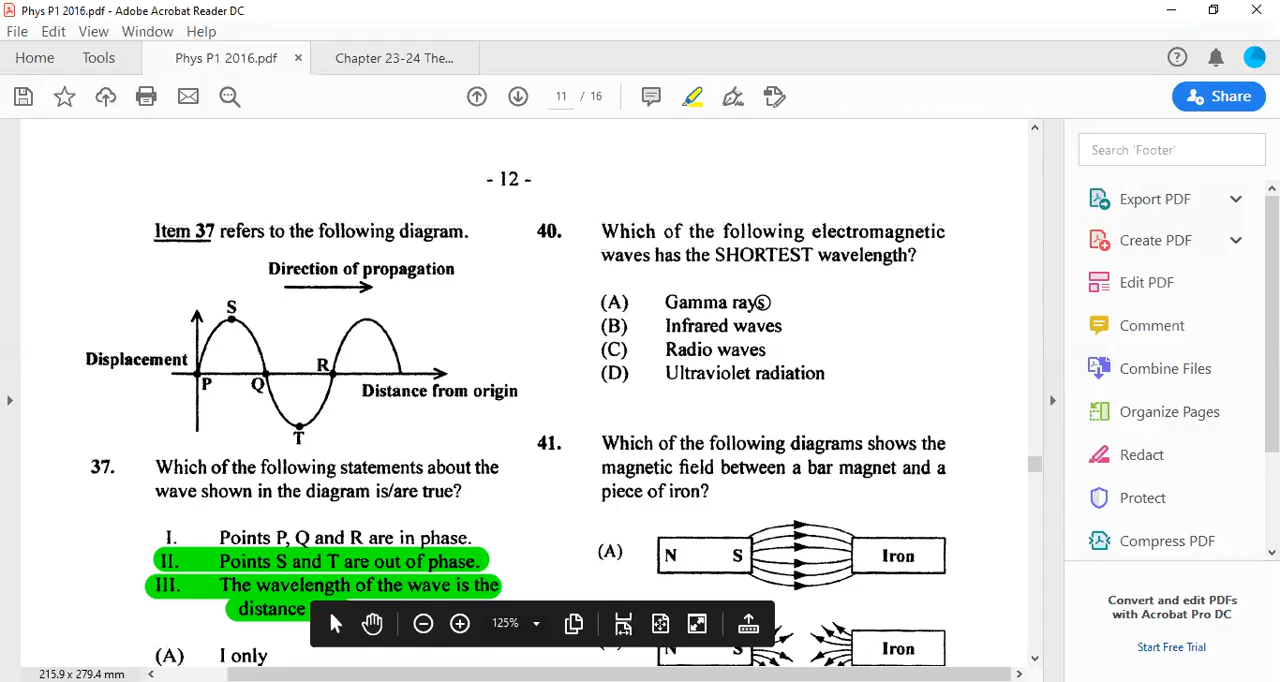 Phys P1 2016.pdf - Adobe Acrobat Reader DC
File Edit View Window Help
Home Tools Phys P1 2016.pdf × Chapter 23-24 The...
11 / 16
Share
- 12 -
Item 37 refers to the following diagram.
Direction of propagation
S
Displacement
P Q R
Distance from origin
T
37. Which of the following statements about the
wave shown in the diagram is/are true?
I. Points P, Q and R are in phase.
II. Points S and T are out of phase.
III. The wavelength of the wave is the
distance
(A) I only
40. Which of the following electromagnetic
waves has the SHORTEST wavelength?
(A) Gamma rays
(B) Infrared waves
(C) Radio waves
(D) Ultraviolet radiation
41. Which of the following diagrams shows the
magnetic field between a bar magnet and a
piece of iron?
(A) N S Iron
N S Iron
125%
215.9 x 279.4 mm
Search 'Footer'
Export PDF
Create PDF
Edit PDF
Comment
Combine Files
Organize Pages
Redact
Protect
Compress PDF
Convert and edit PDFs
with Acrobat Pro DC
Start Free Trial